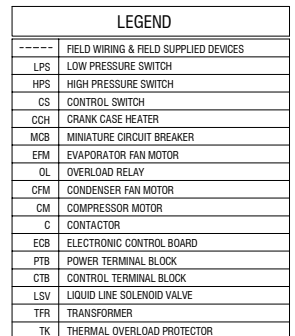 LEGEND
----- FIELD WIRING & FIELD SUPPLIED DEVICES
LPS LOW PRESSURE SWITCH
HPS HIGH PRESSURE SWITCH
CS CONTROL SWITCH
CCH CRANK CASE HEATER
MCB MINIATURE CIRCUIT BREAKER
EFM EVAPORATOR FAN MOTOR
OL OVERLOAD RELAY
CFM CONDENSER FAN MOTOR
CM COMPRESSOR MOTOR
C CONTACTOR
ECB ELECTRONIC CONTROL BOARD
PTB POWER TERMINAL BLOCK
CTB CONTROL TERMINAL BLOCK
LSV LIQUID LINE SOLENOID VALVE
TFR TRANSFORMER
TK THERMAL OVERLOAD PROTECTOR